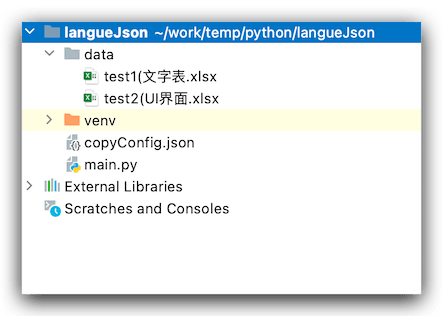 langueJson ~/work/temp/python/langueJson
data
test1(文字表.xlsx
test2(UI界面.xlsx
venv
copyConfig.json
main.py
External Libraries
Scratches and Consoles